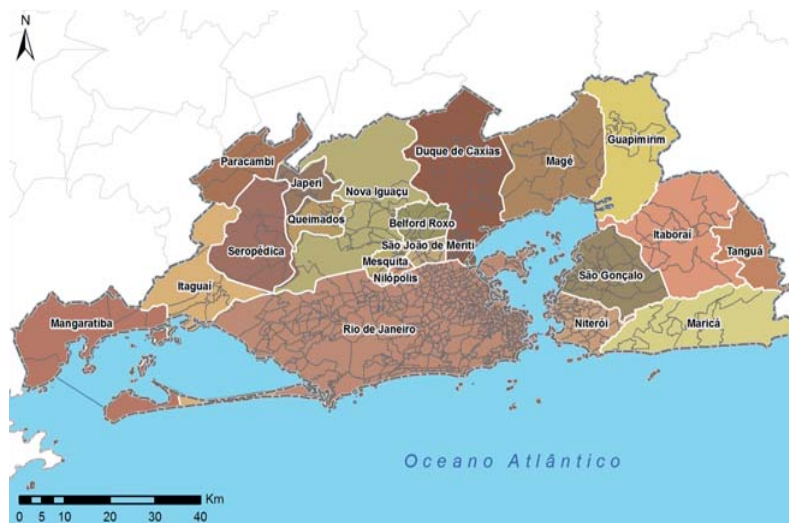 N
Paracambi
Japeri
Nova Iguaçu
Duque de Caxias
Magé
Guapimirim
Queimados
Belford Roxo
Seropédica
São João de Meriti
Mesquita
Nilópolis
Itaguaí
Mangaratiba
Rio de Janeiro
Itaboraí
Tanguá
São Gonçalo
Niterói
Maricá
Oceano Atlântico
Km
0 5 10 20 30 40